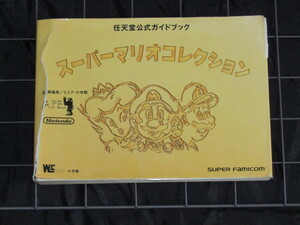 任天堂公式ガイドブック
スーパーマリオコレクション
Nintendo
小学館
SUPER FAMICOM